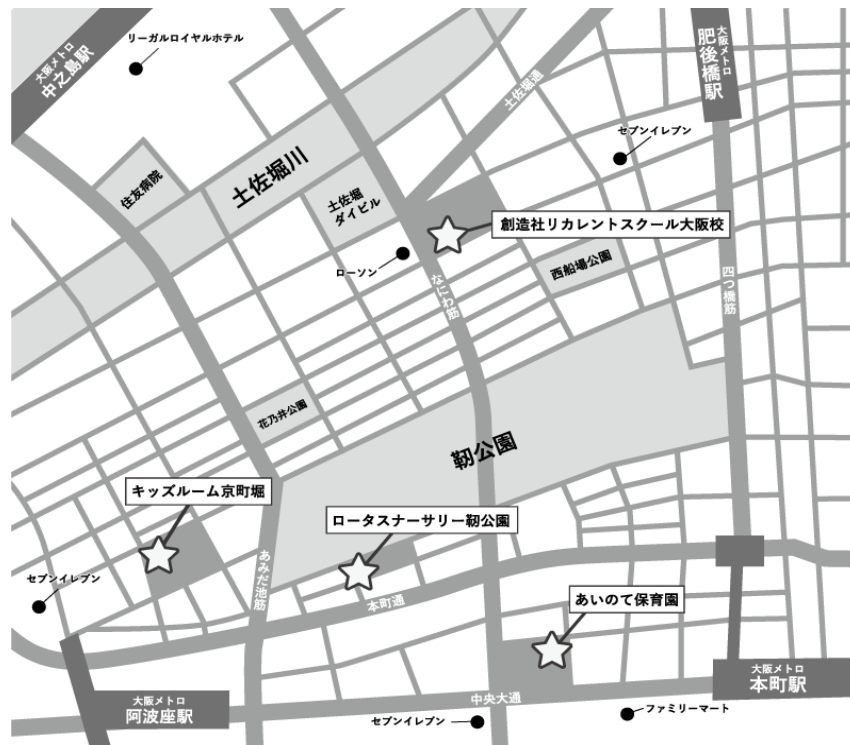 リーガルロイヤルホテル
大阪メトロ
中之島駅
大阪メトロ
肥後橋駅
土佐堀通
セブンイレブン
住友病院
土佐堀川
土佐堀
ダイビル
創造社リカレントスクール大阪校
ローソン
なにわ筋
西船場公園
四つ橋筋
花乃井公園
靭公園
キッズルーム京町堀
ロータスナーサリー靭公園
セブンイレブン
あみだ池筋
本町通
あいのて保育園
大阪メトロ
本町駅
大阪メトロ
阿波座駅
中央大通
セブンイレブン
ファミリーマート